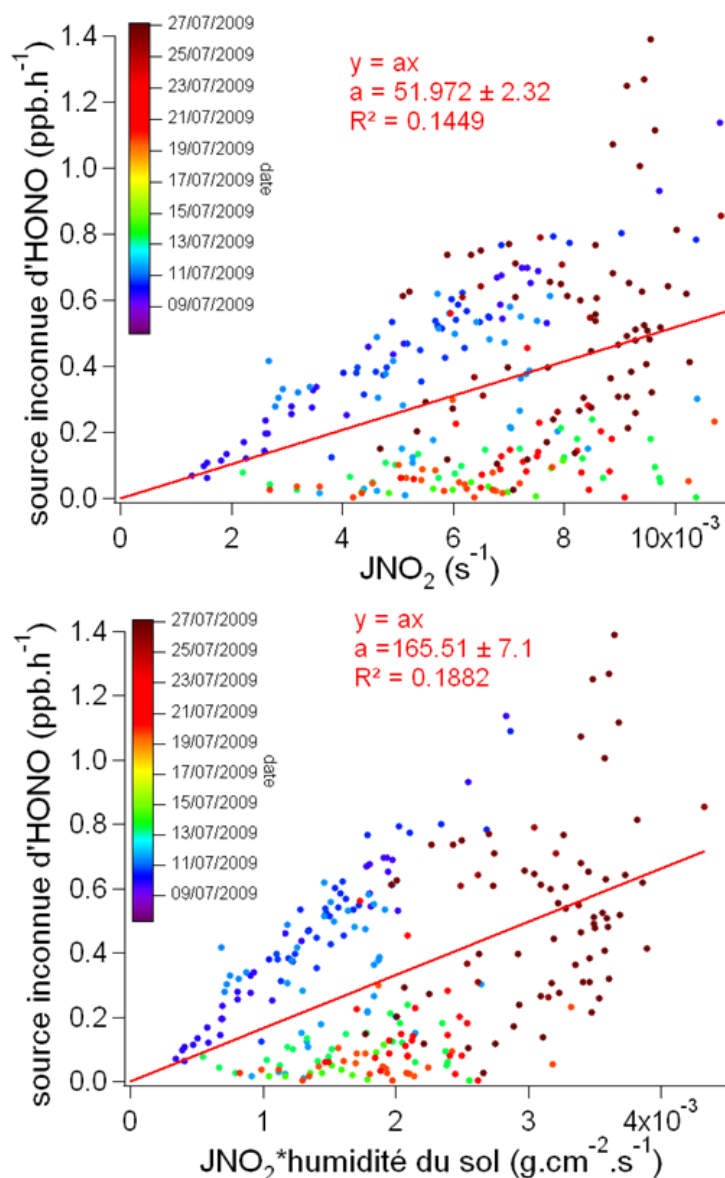 1.4
1.2
1.0
0.8
0.6
0.4
0.2
0.0
source inconnue d'HONO (ppb.h⁻¹)
27/07/2009
25/07/2009
23/07/2009
21/07/2009
19/07/2009
17/07/2009
15/07/2009
13/07/2009
11/07/2009
09/07/2009
date
y = ax
a = 51.972 ± 2.32
R² = 0.1449
0 2 4 6 8 10x10⁻³
JNO₂ (s⁻¹)
1.4
1.2
1.0
0.8
0.6
0.4
0.2
0.0
source inconnue d'HONO (ppb.h⁻¹)
27/07/2009
25/07/2009
23/07/2009
21/07/2009
19/07/2009
17/07/2009
15/07/2009
13/07/2009
11/07/2009
09/07/2009
date
y = ax
a =165.51 ± 7.1
R² = 0.1882
0 1 2 3 4x10⁻³
JNO₂*humidité du sol (g.cm⁻².s⁻¹)